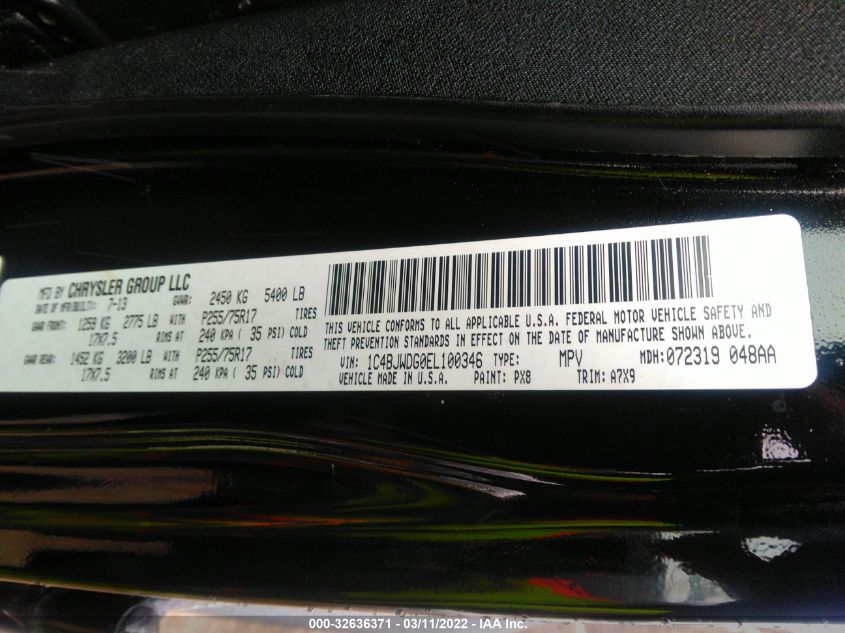 MFD BY CHRYSLER GROUP LLC
DATE OF MFR/BUILT: 7-13 GVWR: 2450 KG 5400 LB
GAWR FRONT: 1259 KG 2775 LB WITH P255/75R17 TIRES
17X7.5 RIMS AT 240 KPA ( 35 PSI) COLD
GAWR REAR: 1452 KG 3200 LB WITH P255/75R17 TIRES
17X7.5 RIMS AT 240 KPA ( 35 PSI) COLD
THIS VEHICLE CONFORMS TO ALL APPLICABLE U.S.A. FEDERAL MOTOR VEHICLE SAFETY AND
THEFT PREVENTION STANDARDS IN EFFECT ON THE DATE OF MANUFACTURE SHOWN ABOVE.
VIN: 1C4BJWDG0EL100346 TYPE: MPV MDH: 072319 048AA
VEHICLE MADE IN U.S.A. PAINT: PX8 TRIM: A7X9
000-32636371 - 03/11/2022 - IAA Inc.